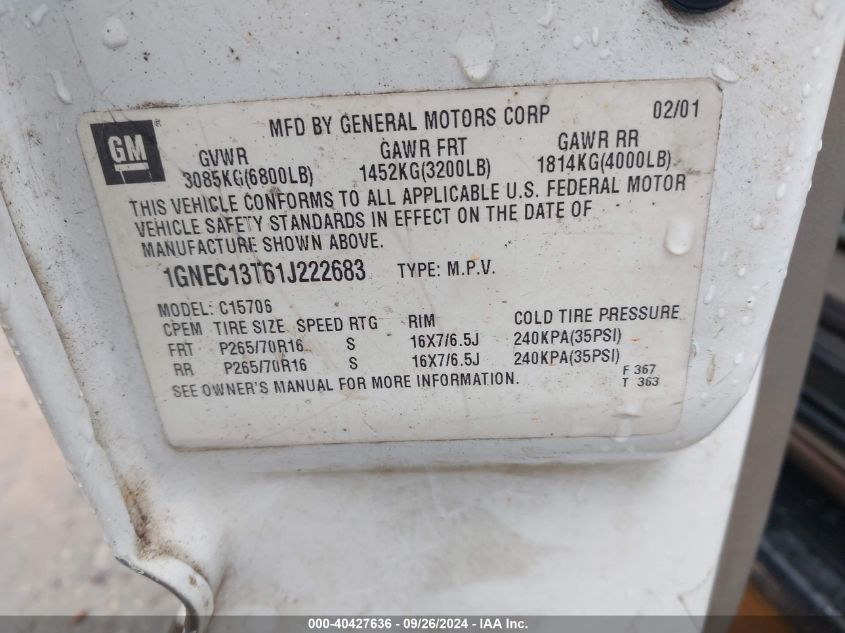 GM
MFD BY GENERAL MOTORS CORP 02/01
GVWR GAWR FRT GAWR RR
3085KG(6800LB) 1452KG(3200LB) 1814KG(4000LB)
THIS VEHICLE CONFORMS TO ALL APPLICABLE U.S. FEDERAL MOTOR
VEHICLE SAFETY STANDARDS IN EFFECT ON THE DATE OF
MANUFACTURE SHOWN ABOVE.
1GNEC13T61J222683 TYPE: M.P.V.
MODEL: C15706
CPEM TIRE SIZE SPEED RTG RIM COLD TIRE PRESSURE
FRT P265/70R16 S 16X7/6.5J 240KPA(35PSI)
RR P265/70R16 S 16X7/6.5J 240KPA(35PSI)
SEE OWNER'S MANUAL FOR MORE INFORMATION. F 367
T 363
000-40427636 - 09/26/2024 - IAA Inc.